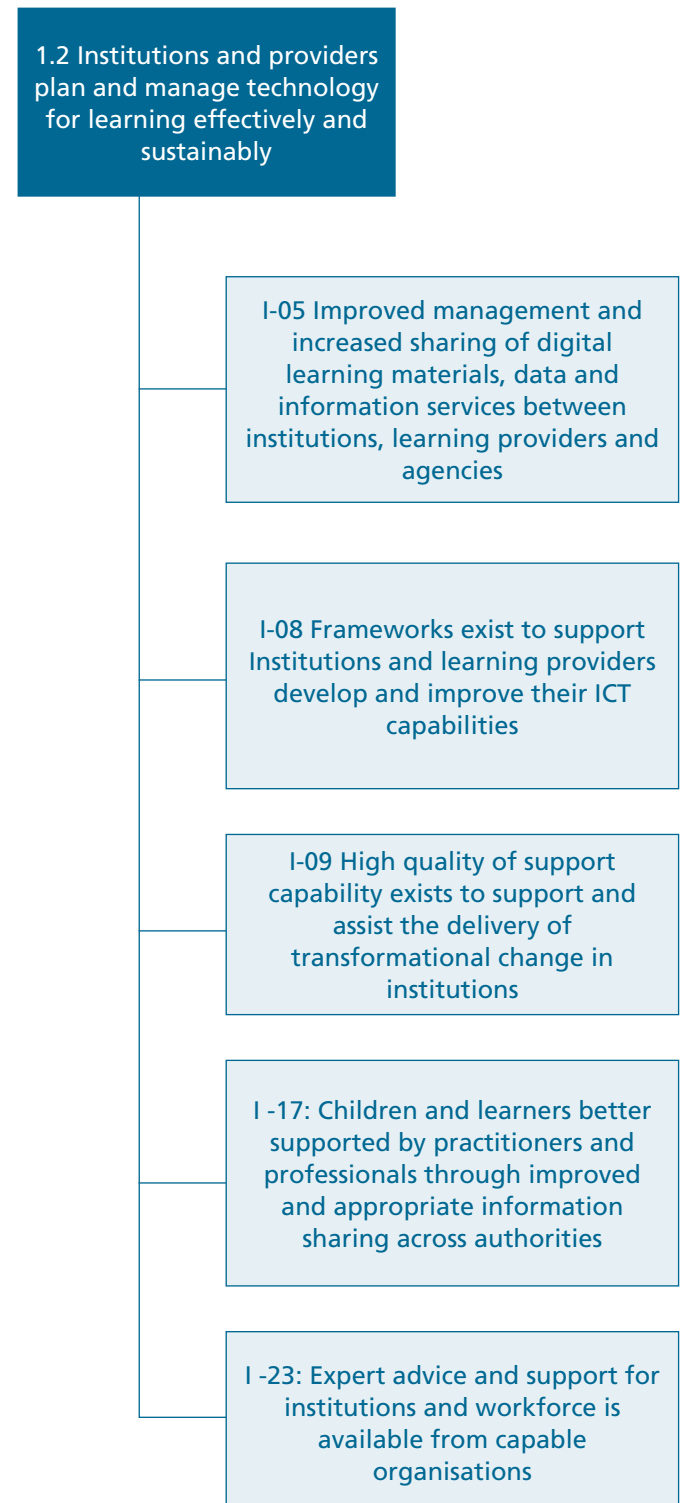 1.2 Institutions and providers
plan and manage technology
for learning effectively and
sustainably
I-05 Improved management and
increased sharing of digital
learning materials, data and
information services between
institutions, learning providers and
agencies
I-08 Frameworks exist to support
Institutions and learning providers
develop and improve their ICT
capabilities
I-09 High quality of support
capability exists to support and
assist the delivery of
transformational change in
institutions
I -17: Children and learners better
supported by practitioners and
professionals through improved
and appropriate information
sharing across authorities
I -23: Expert advice and support for
institutions and workforce is
available from capable
organisations